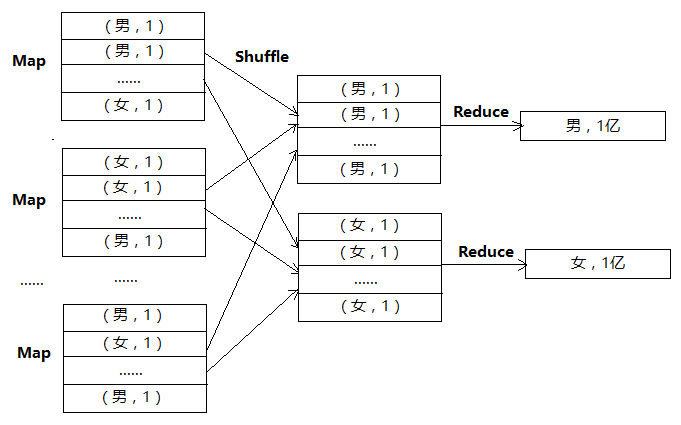 Map
（男，1）
（男，1）
......
（女，1）
Shuffle
Map
（女，1）
（女，1）
......
（男，1）
......
......
Map
（男，1）
（女，1）
......
（男，1）
（男，1）
（男，1）
......
（男，1）
Reduce
男，1亿
（女，1）
（女，1）
......
（女，1）
Reduce
女，1亿